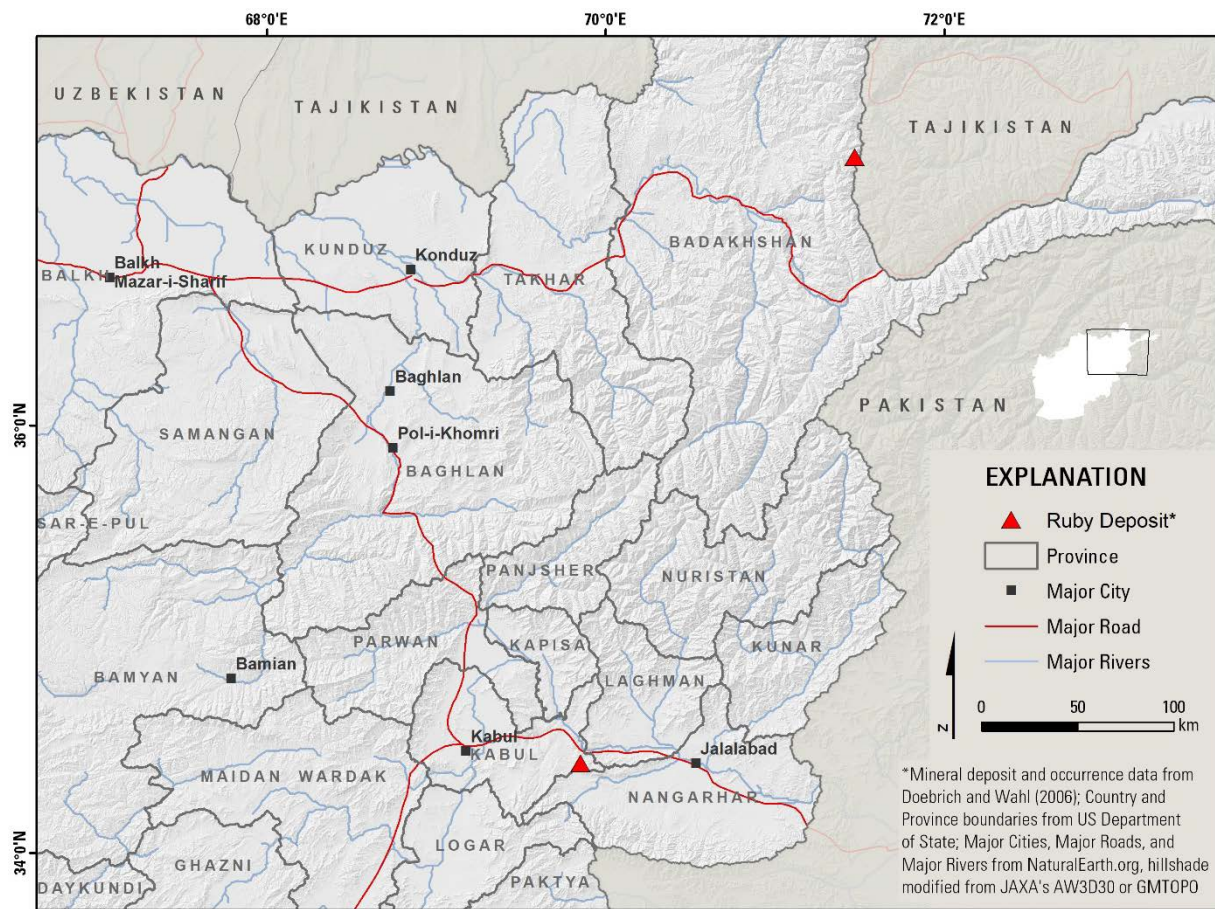 68°0'E
70°0'E
72°0'E
UZBEKISTAN
TAJIKISTAN
TAJIKISTAN
KUNDUZ
Konduz
BADAKHSHAN
BALKH
Balkh
Mazar-i-Sharif
TAKHAR
Baghlan
PAKISTAN
36°0'N
SAMANGAN
Pol-i-Khomri
BAGHLAN
SAR-E-PUL
PANJSHER
NURISTAN
PARWAN
KAPISA
KUNAR
BAMYAN
Bamian
LAGHMAN
Kabul
KABUL
Jalalabad
MAIDAN WARDAK
NANGARHAR
LOGAR
34°0'N
GHAZNI
DAYKUNDI
PAKTYA
EXPLANATION
Ruby Deposit*
Province
Major City
Major Road
Major Rivers
N
0 50 100
km
*Mineral deposit and occurrence data from
Doebrich and Wahl (2006); Country and
Province boundaries from US Department
of State; Major Cities, Major Roads, and
Major Rivers from NaturalEarth.org, hillshade
modified from JAXA's AW3D30 or GMTOPO